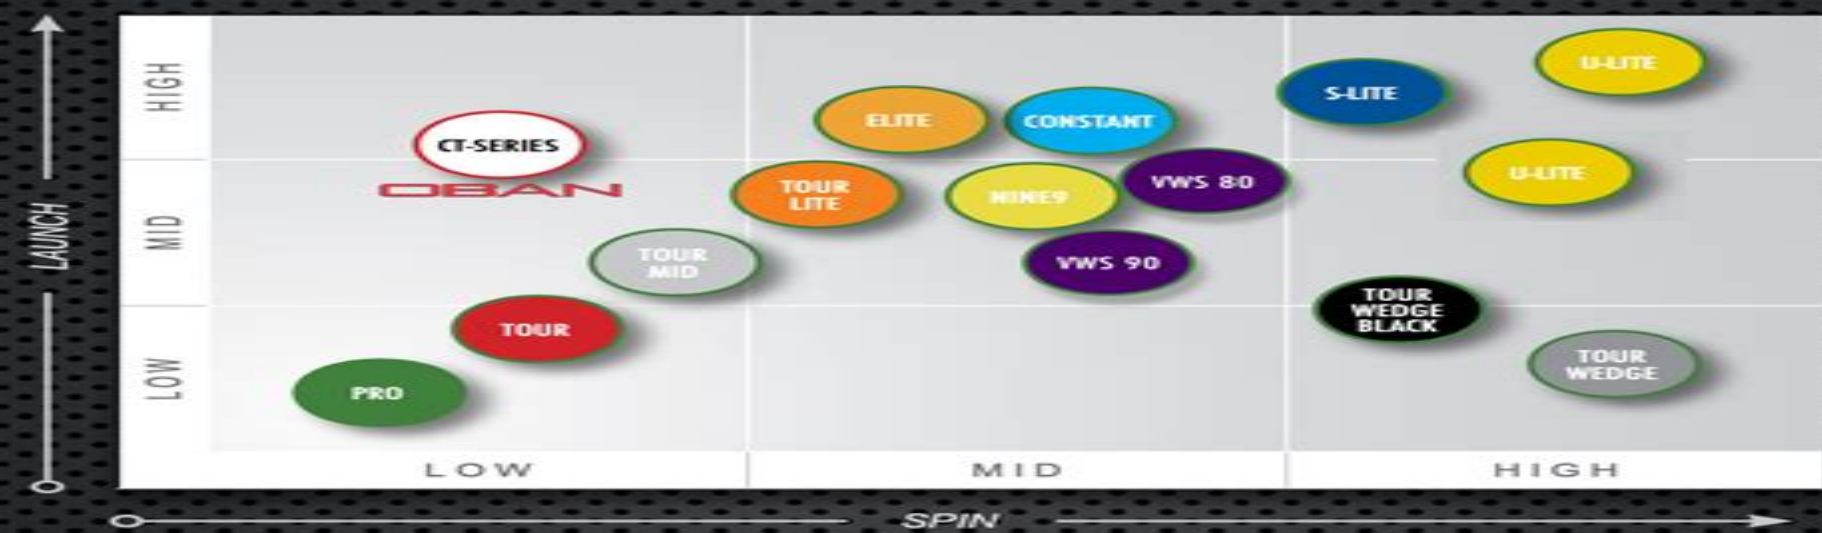 LAUNCH
HIGH
MID
LOW
U-LITE
S-LITE
ELITE
CONSTANT
CT-SERIES
OBAN
U-LITE
VWS 80
TOUR
LITE
NINE9
TOUR
MID
VWS 90
TOUR
WEDGE
BLACK
TOUR
TOUR
WEDGE
PRO
LOW
MID
HIGH
SPIN